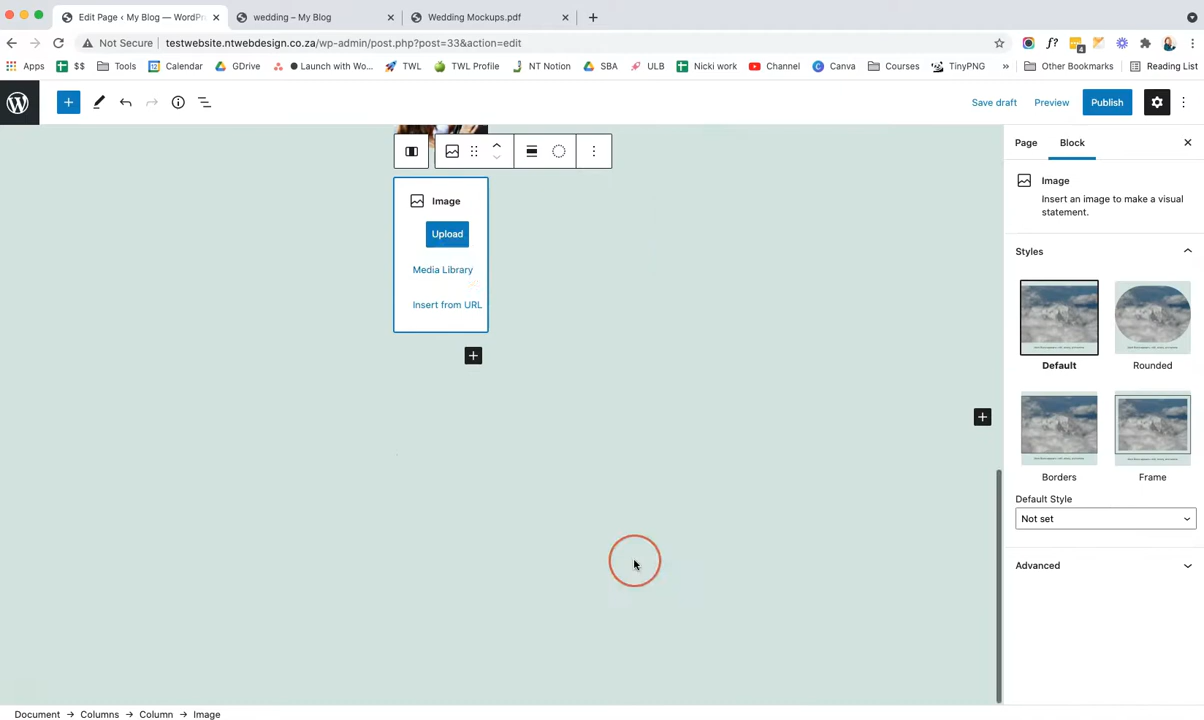 Edit Page ‹ My Blog — WordPr
wedding – My Blog
Wedding Mockups.pdf
Not Secure
testwebsite.ntwebdesign.co.za/wp-admin/post.php?post=33&action=edit
Apps
$$
Tools
Calendar
GDrive
Launch with Wo...
TWL
TWL Profile
NT Notion
SBA
ULB
Nicki work
Channel
Canva
Courses
TinyPNG
»
Other Bookmarks
Reading List
Save draft
Preview
Publish
Page
Block
Image
Insert an image to make a visual
statement.
Styles
Default
Rounded
Borders
Frame
Default Style
Not set
Advanced
Image
Upload
Media Library
Insert from URL
Document → Columns → Column → Image